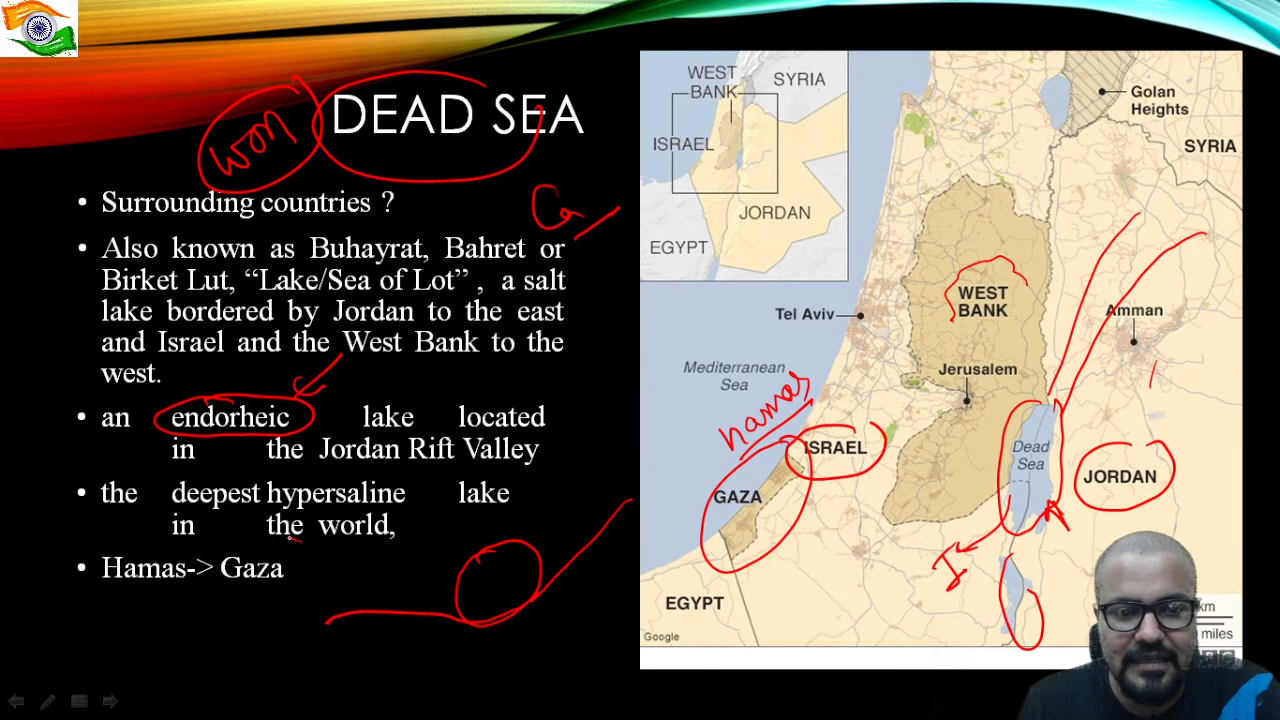 DEAD SEA
won
• Surrounding countries ?
• Also known as Buhayrat, Bahret or
Birket Lut, “Lake/Sea of Lot” , a salt
lake bordered by Jordan to the east
and Israel and the West Bank to the
west.
• an endorheic lake located
in the Jordan Rift Valley
• the deepest hypersaline lake
in the world,
• Hamas-> Gaza
WEST
BANK
SYRIA
ISRAEL
JORDAN
EGYPT
Golan
Heights
SYRIA
WEST
BANK
Tel Aviv
Amman
Mediterranean
Sea
Jerusalem
hamas
ISRAEL
Dead
Sea
GAZA
JORDAN
I
EGYPT
Google
km
miles